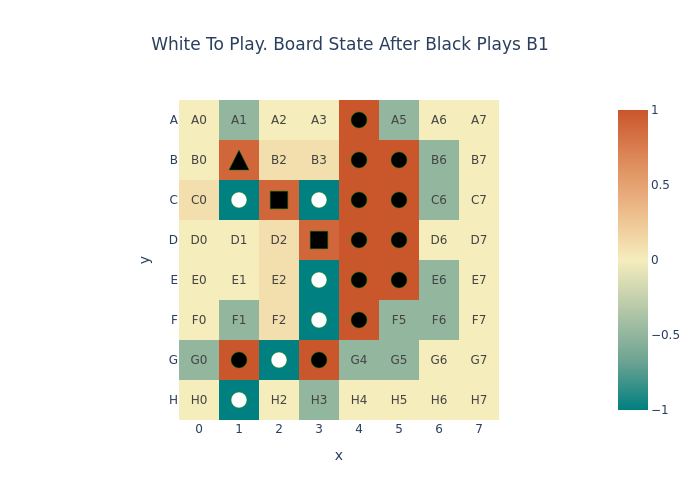 White To Play. Board State After Black Plays B1
A A0 A1 A2 A3 A5 A6 A7
B B0 B2 B3 B6 B7
C C0 C6 C7
D D0 D1 D2 D6 D7
E E0 E1 E2 E6 E7
F F0 F1 F2 F5 F6 F7
G G0 G4 G5 G6 G7
H H0 H2 H3 H4 H5 H6 H7
0 1 2 3 4 5 6 7
x
y
1
0.5
0
−0.5
−1